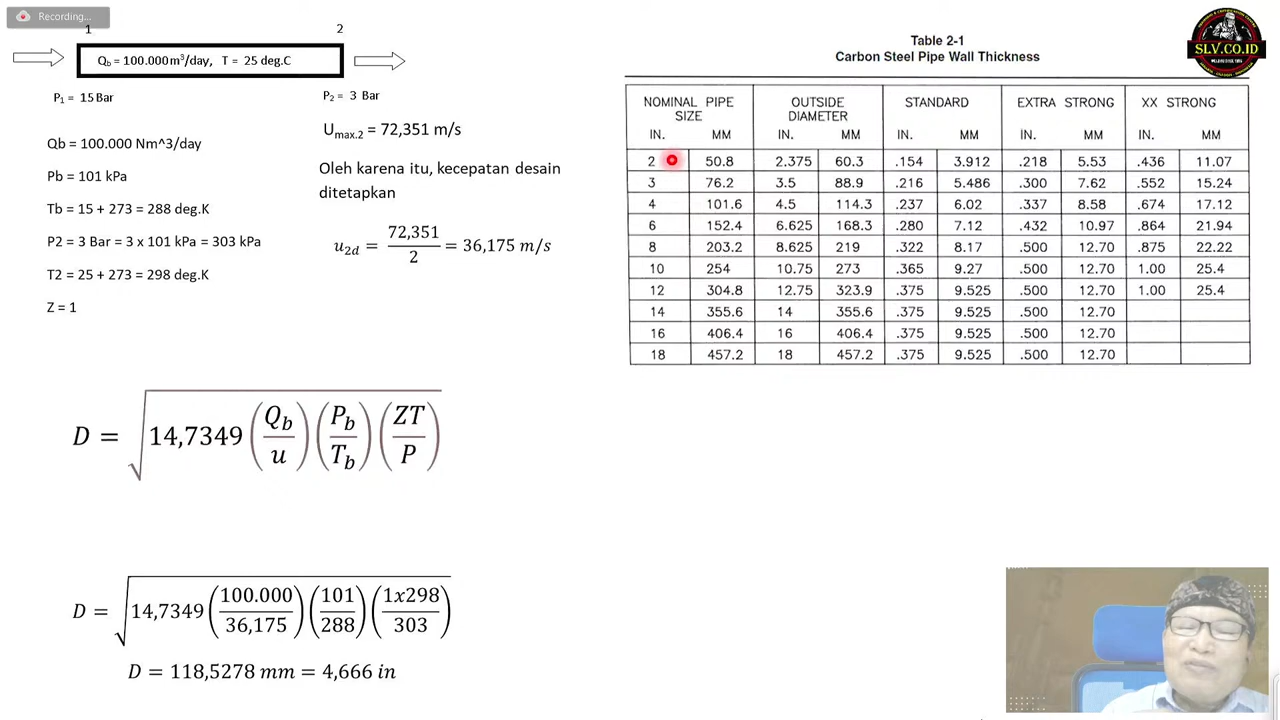 Recording...
1
2
Qb = 100.000 m³/day, T = 25 deg.C
P1 = 15 Bar
P2 = 3 Bar
Qb = 100.000 Nm^3/day
Pb = 101 kPa
Tb = 15 + 273 = 288 deg.K
P2 = 3 Bar = 3 x 101 kPa = 303 kPa
T2 = 25 + 273 = 298 deg.K
Z = 1
Umax.2 = 72,351 m/s
Oleh karena itu, kecepatan desain
ditetapkan
u2d = 72,351/2 = 36,175 m/s
D = √(14,7349 (Qb/u) (Pb/Tb) (ZT/P))
D = √(14,7349 (100.000/36,175) (101/288) (1x298/303))
D = 118,5278 mm = 4,666 in
SLV.CO.ID
Table 2-1
Carbon Steel Pipe Wall Thickness
NOMINAL PIPE SIZE OUTSIDE DIAMETER STANDARD EXTRA STRONG XX STRONG
IN. MM IN. MM IN. MM IN. MM IN. MM
2 50.8 2.375 60.3 .154 3.912 .218 5.53 .436 11.07
3 76.2 3.5 88.9 .216 5.486 .300 7.62 .552 15.24
4 101.6 4.5 114.3 .237 6.02 .337 8.58 .674 17.12
6 152.4 6.625 168.3 .280 7.12 .432 10.97 .864 21.94
8 203.2 8.625 219 .322 8.17 .500 12.70 .875 22.22
10 254 10.75 273 .365 9.27 .500 12.70 1.00 25.4
12 304.8 12.75 323.9 .375 9.525 .500 12.70 1.00 25.4
14 355.6 14 355.6 .375 9.525 .500 12.70
16 406.4 16 406.4 .375 9.525 .500 12.70
18 457.2 18 457.2 .375 9.525 .500 12.70